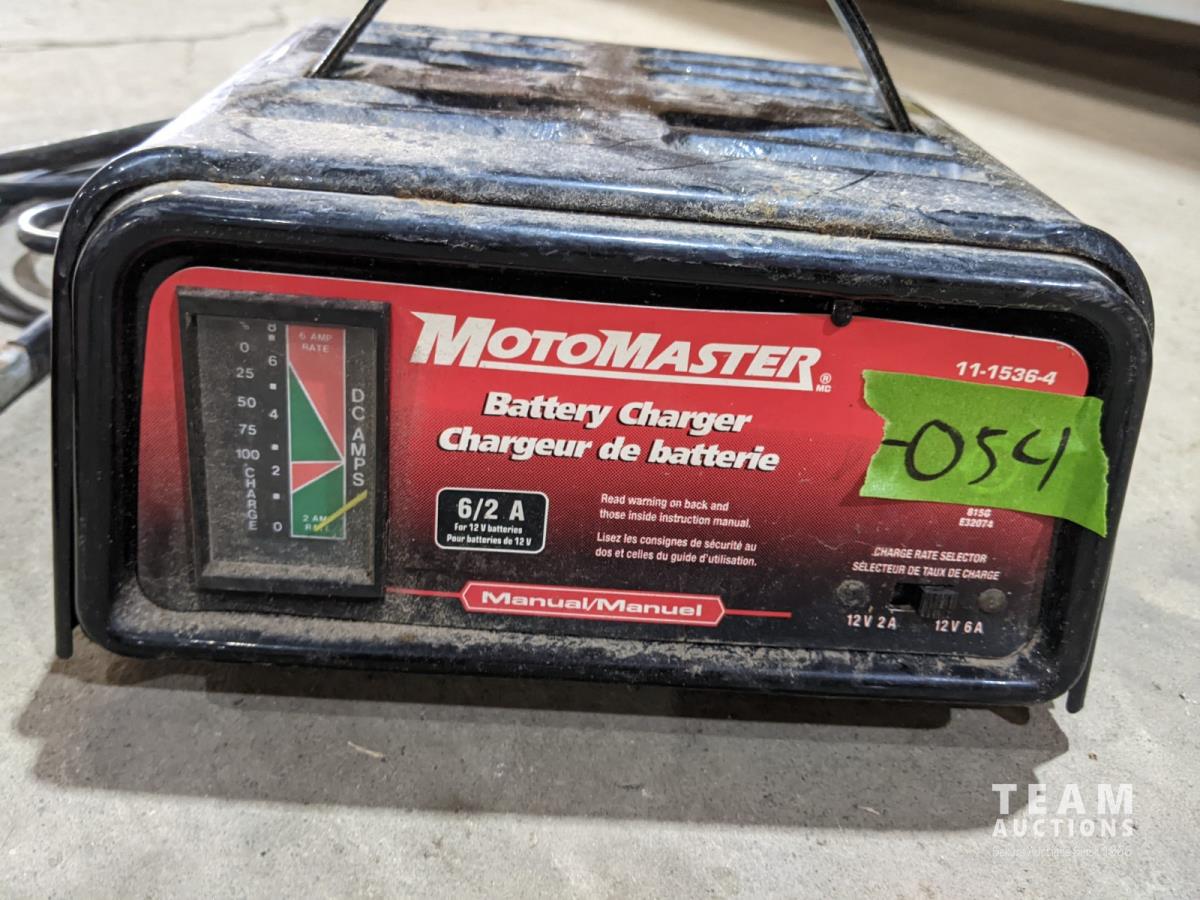 %
0
25
50
75
100
CHARGE
8
6
4
2
0
6 AMP
RATE
DC AMPS
2 AMP
RATE
MOTOMASTER
®
MC
Battery Charger
Chargeur de batterie
11-1536-4
-054
6/2 A
For 12 V batteries
Pour batteries de 12 V
Read warning on back and
those inside instruction manual.
Lisez les consignes de sécurité au
dos et celles du guide d'utilisation.
815G
E32074
CHARGE RATE SELECTOR
SÉLECTEUR DE TAUX DE CHARGE
12V 2A
12V 6A
Manual/Manuel
TEAM
AUCTIONS